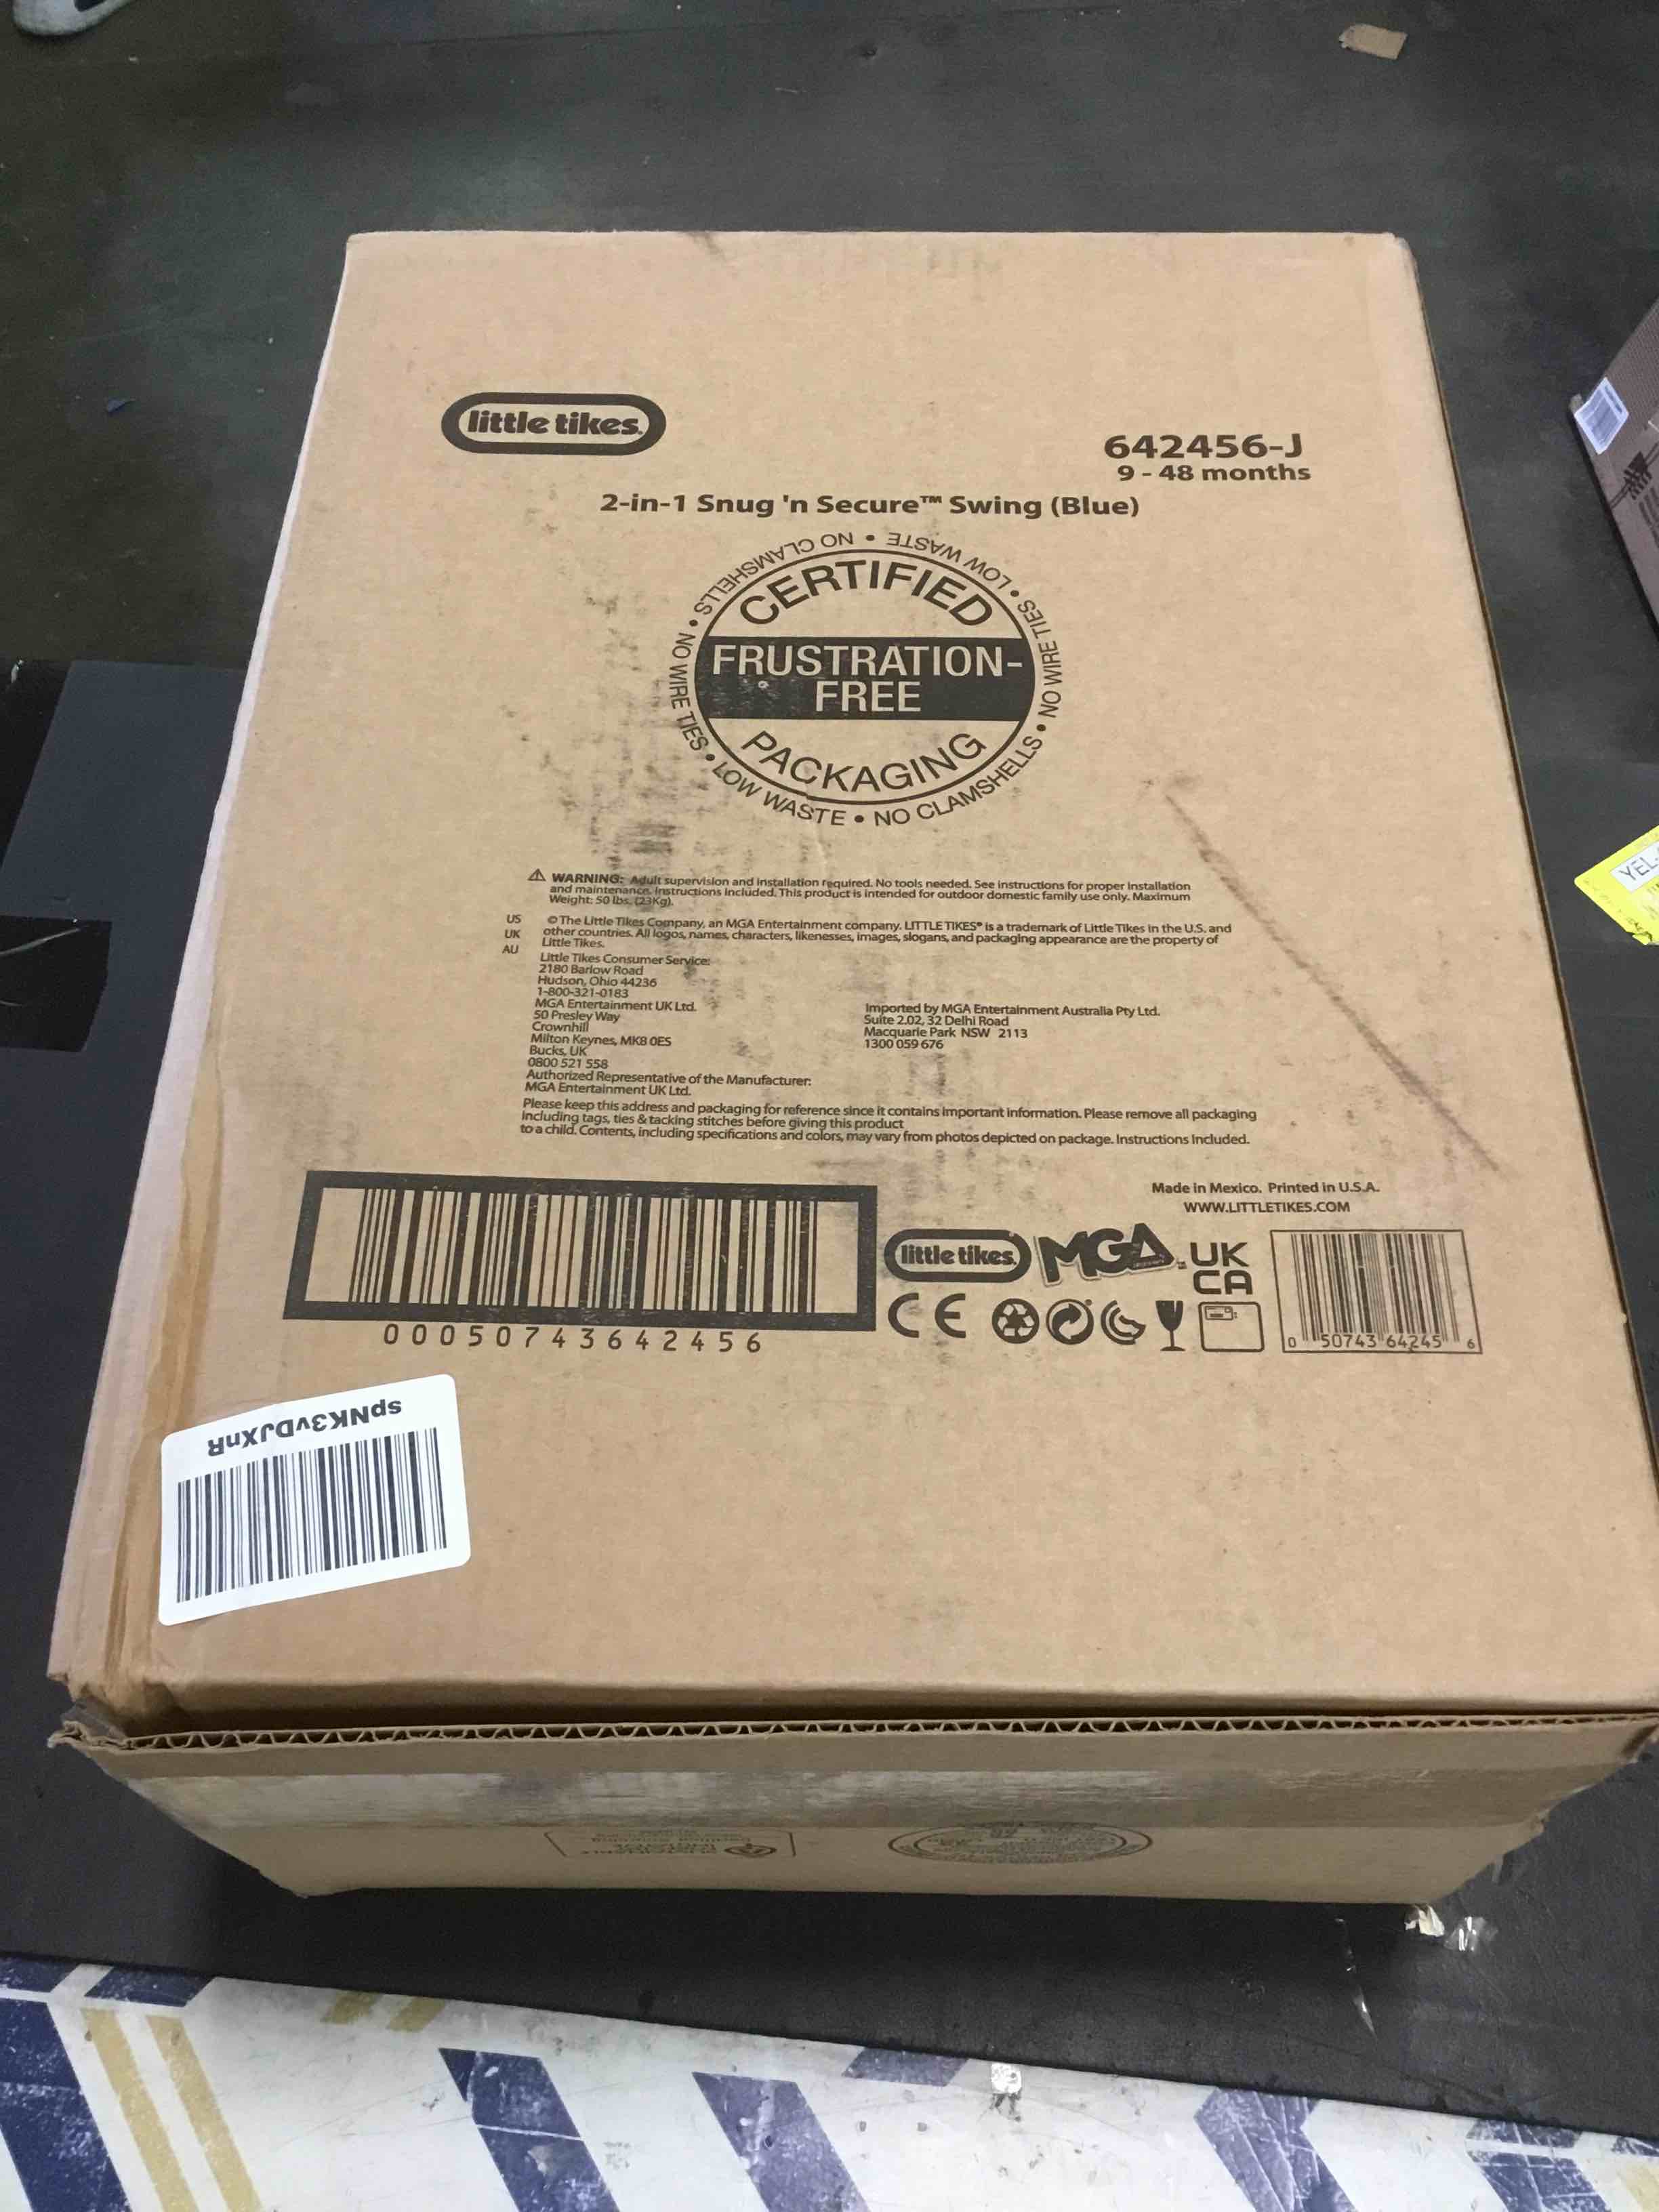 little tikes
642456-J
9 - 48 months
2-in-1 Snug 'n Secure™ Swing (Blue)
NO CLAMSHELLS • LOW WASTE • NO WIRE TIES • NO CLAMSHELLS • LOW WASTE • NO WIRE TIES •
CERTIFIED
FRUSTRATION-
FREE
PACKAGING
⚠ WARNING: Adult supervision and installation required. No tools needed. See instructions for proper installation
and maintenance. Instructions included. This product is intended for outdoor domestic family use only. Maximum
Weight: 50 lbs. (23Kg).
US
UK
AU
© The Little Tikes Company, an MGA Entertainment company. LITTLE TIKES® is a trademark of Little Tikes in the U.S. and
other countries. All logos, names, characters, likenesses, images, slogans, and packaging appearance are the property of
Little Tikes.
Little Tikes Consumer Service:
2180 Barlow Road
Hudson, Ohio 44236
1-800-321-0183
MGA Entertainment UK Ltd.
50 Presley Way
Crownhill
Milton Keynes, MK8 0ES
Bucks, UK
0800 521 558
Authorized Representative of the Manufacturer:
MGA Entertainment UK Ltd.
Imported by MGA Entertainment Australia Pty Ltd.
Suite 2.02, 32 Delhi Road
Macquarie Park NSW 2113
1300 059 676
Please keep this address and packaging for reference since it contains important information. Please remove all packaging
including tags, ties & tacking stitches before giving this product
to a child. Contents, including specifications and colors, may vary from photos depicted on package. Instructions Included.
Made in Mexico. Printed in U.S.A.
WWW.LITTLETIKES.COM
00050743642456
little tikes
MGA
UK
CA
CE
0 50743 64245 6
spNK3vDJXnR
YEL-